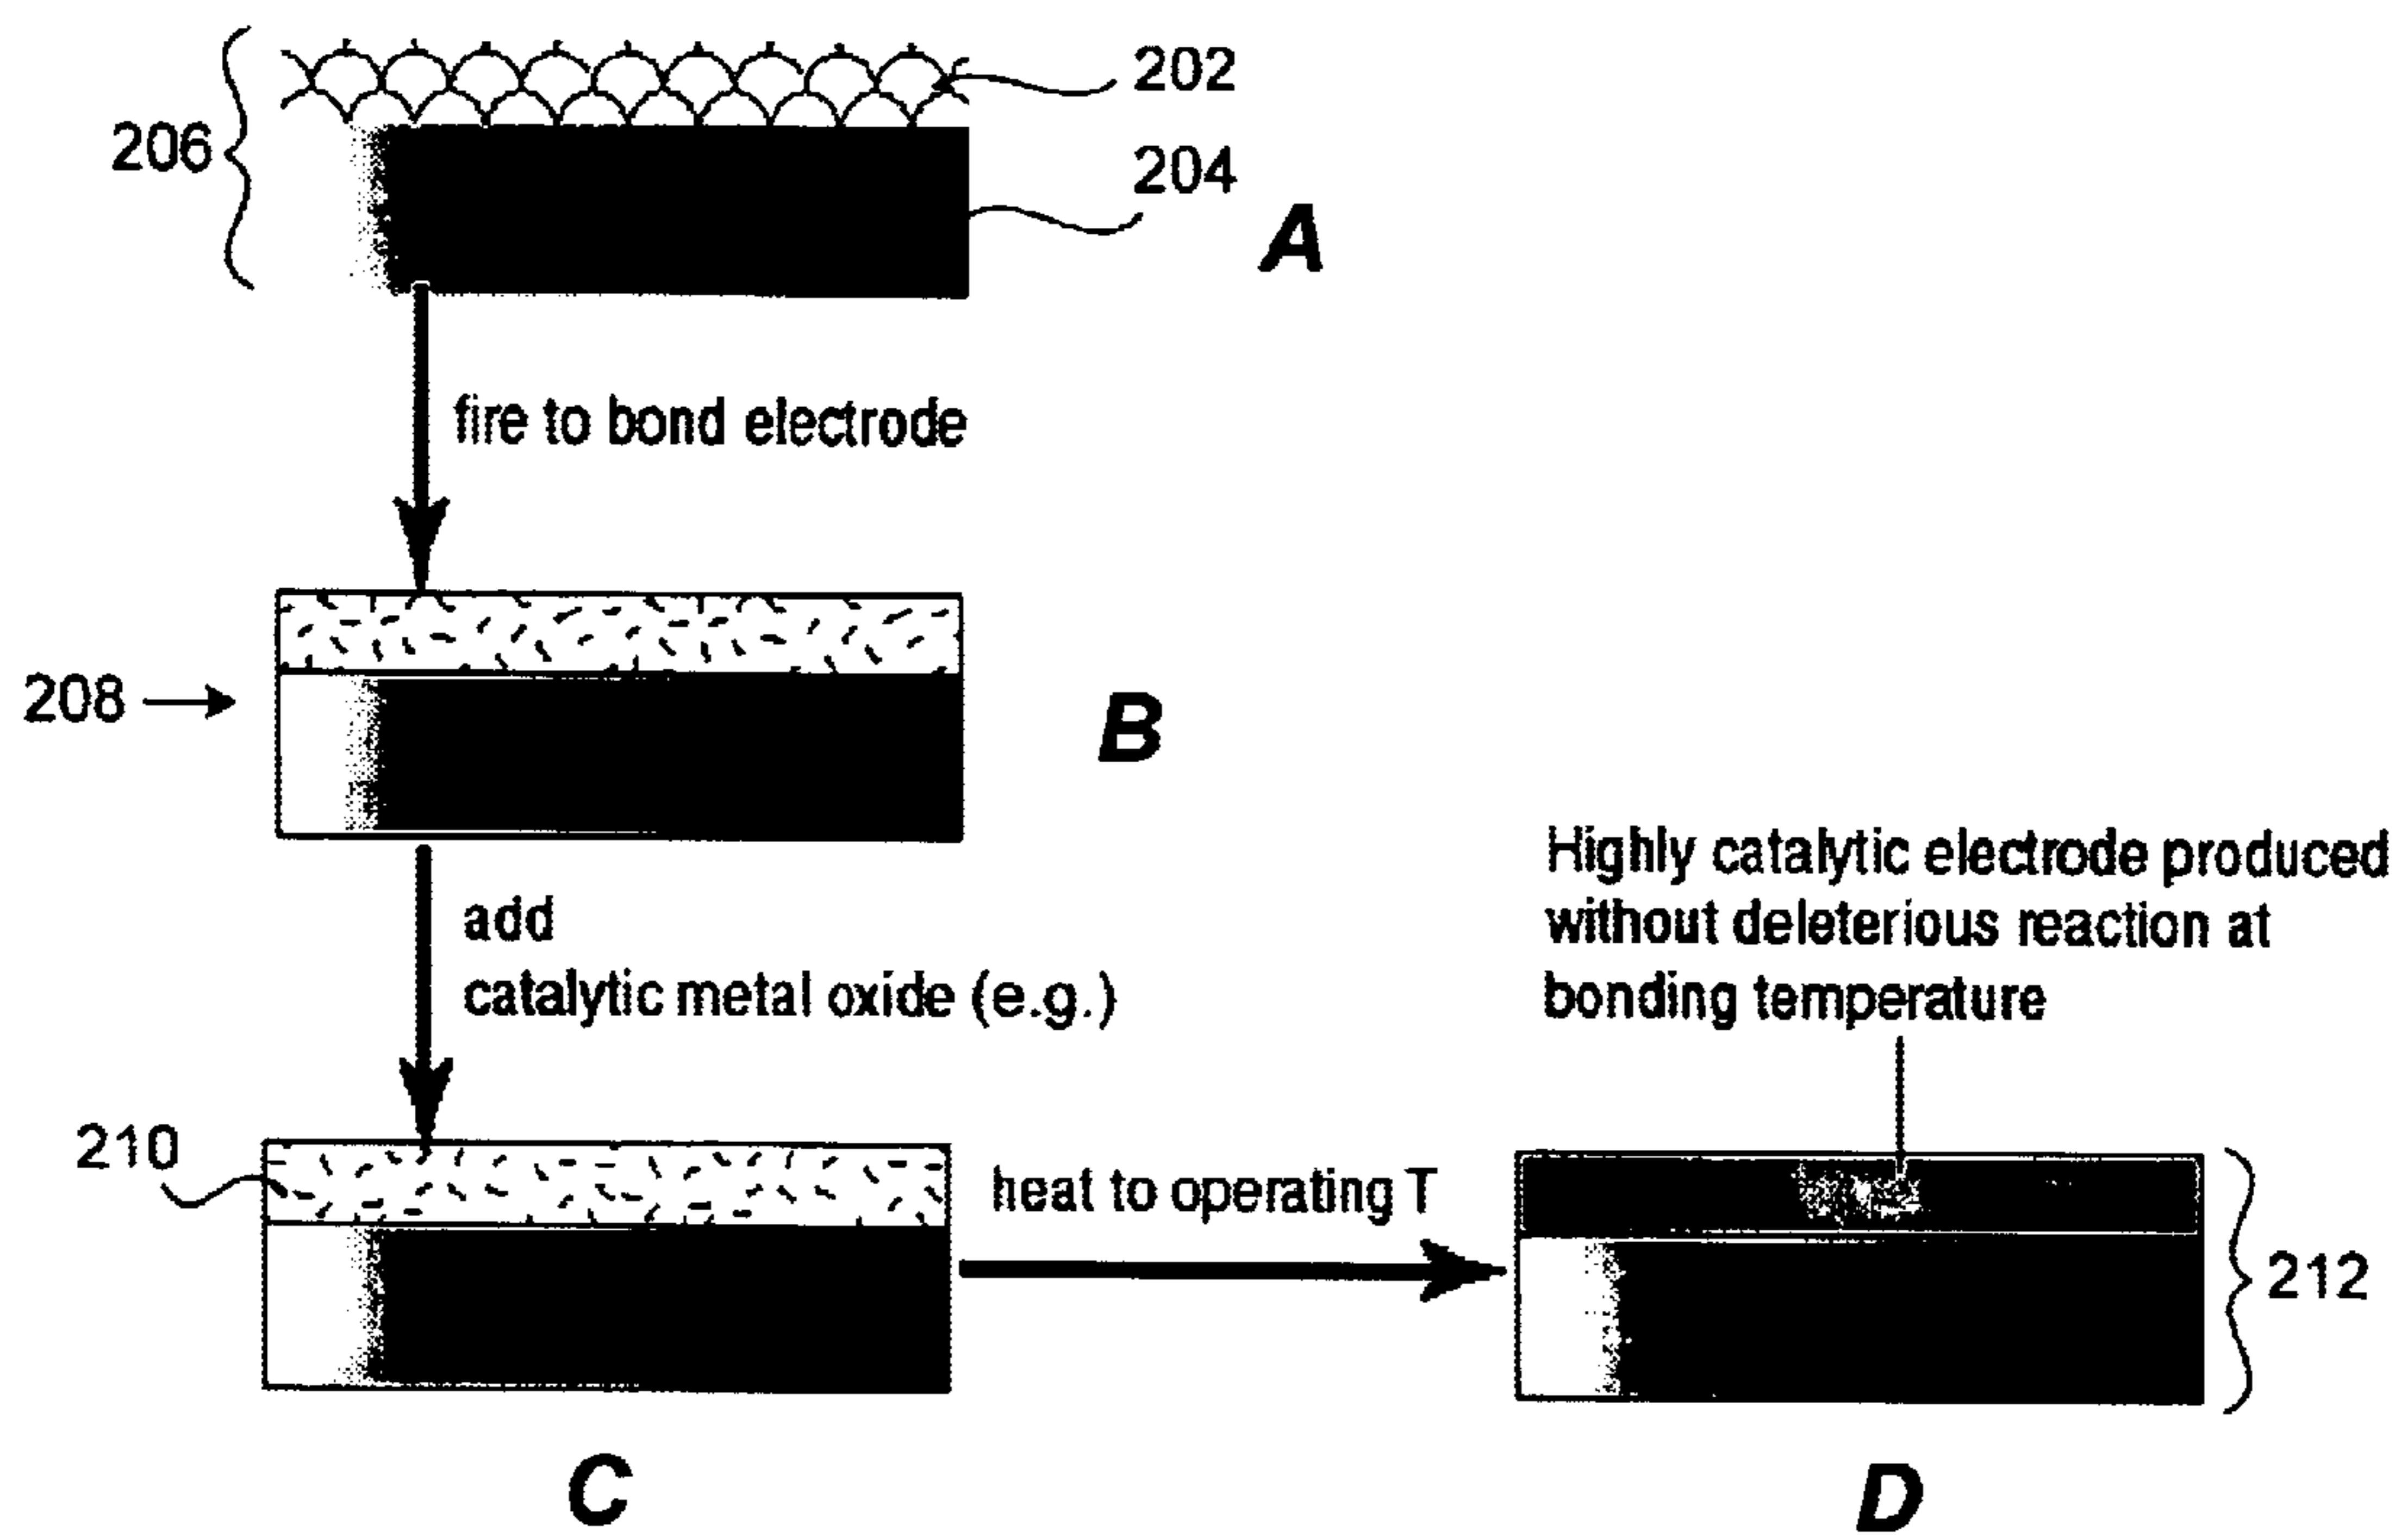 202
206
204
A
fire to bond electrode
208
B
add
catalytic metal oxide (e.g.)
Highly catalytic electrode produced
without deleterious reaction at
bonding temperature
210
heat to operating T
212
C
D